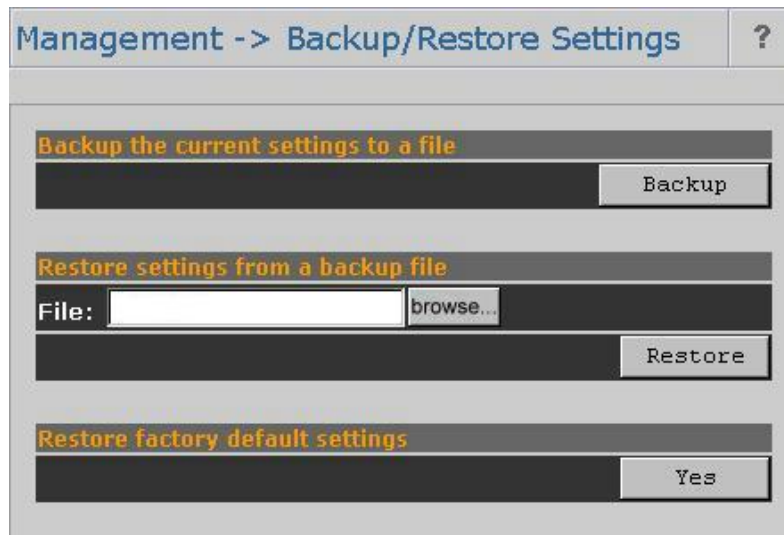 Management -> Backup/Restore Settings ?
Backup the current settings to a file
Backup
Restore settings from a backup file
File: browse...
Restore
Restore factory default settings
Yes